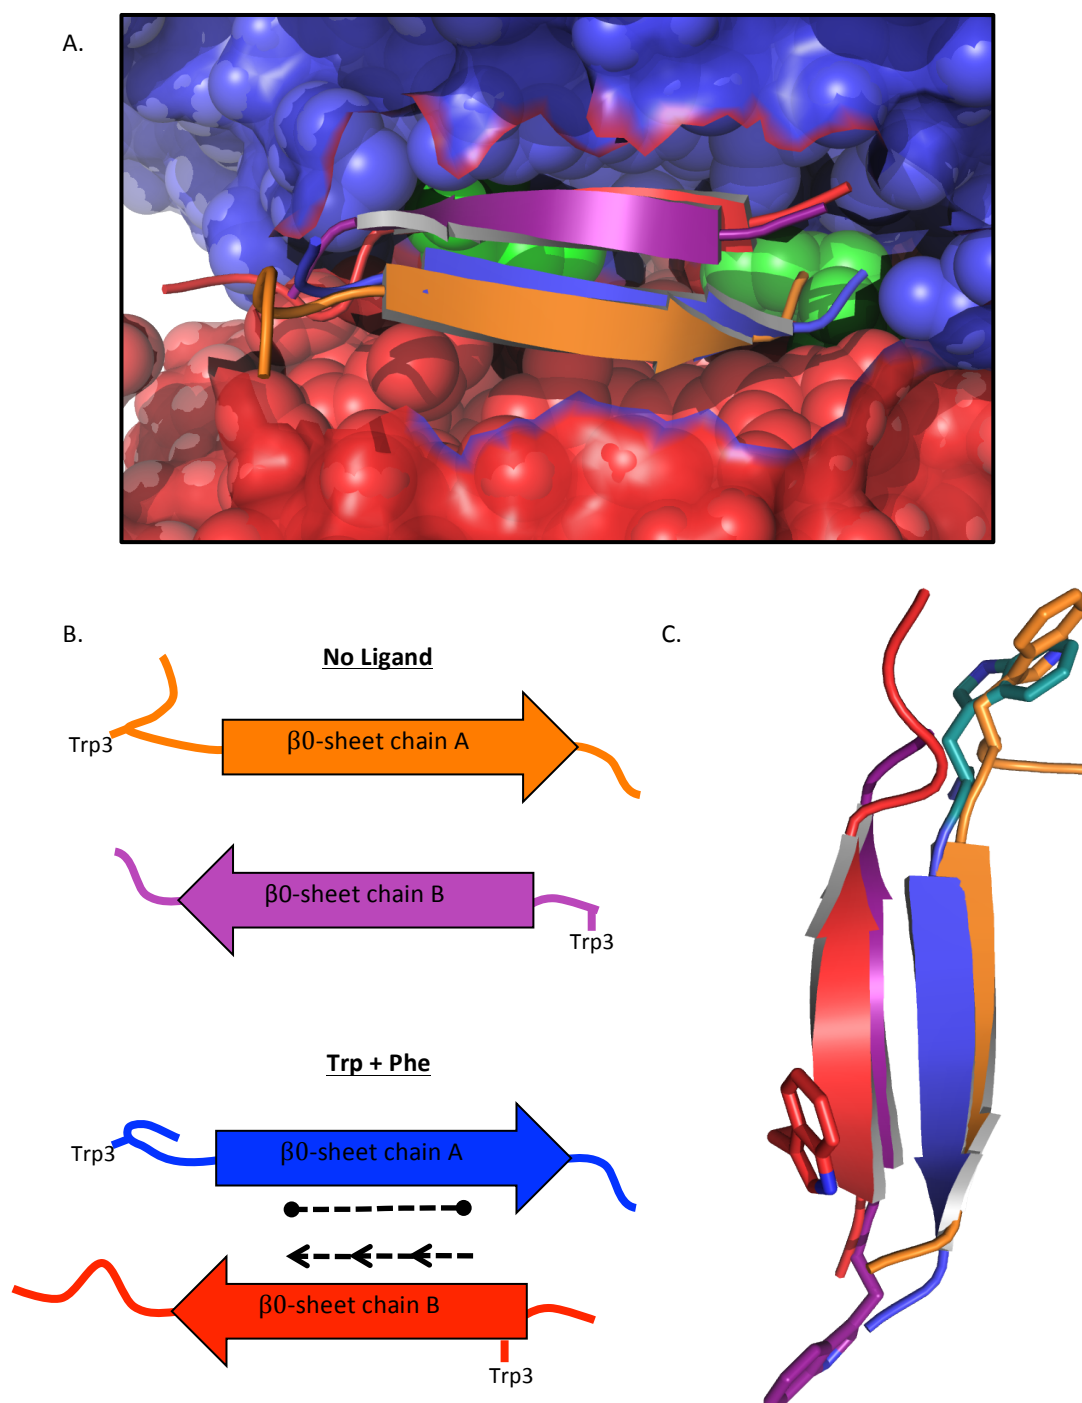 A.
B.
C.
No Ligand
β0-sheet chain A
Trp3
β0-sheet chain B
Trp3
Trp + Phe
β0-sheet chain A
Trp3
β0-sheet chain B
Trp3